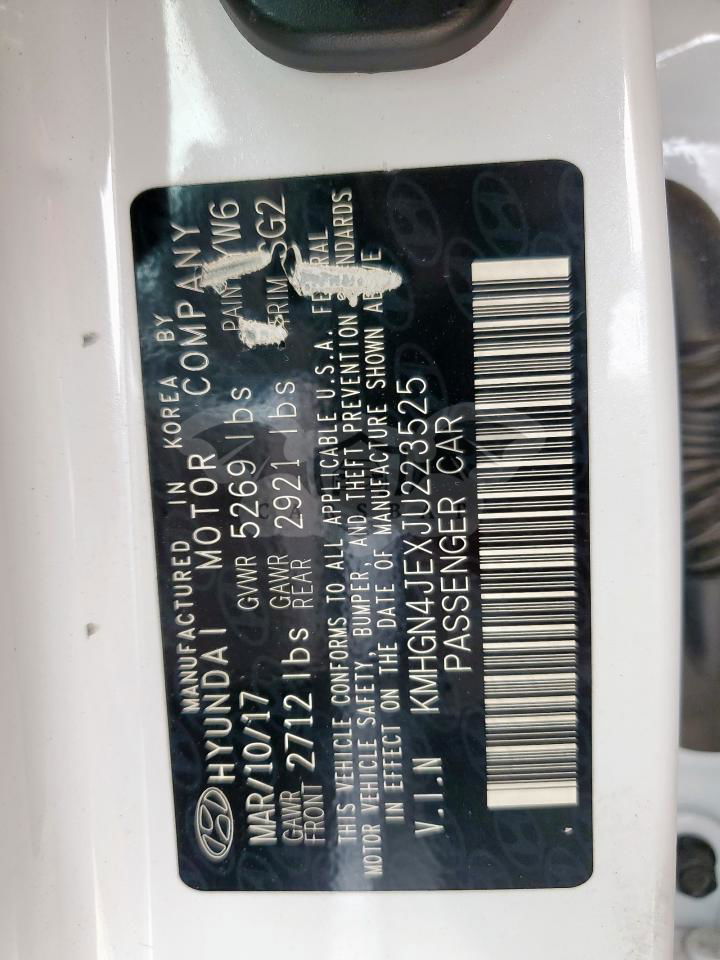 MANUFACTURED IN KOREA BY
HYUNDAI MOTOR COMPANY
MAR/10/17 GVWR 5269 lbs PAIN YW6
GAWR FRONT 2712 lbs GAWR REAR 2921 lbs TRIM SG2
THIS VEHICLE CONFORMS TO ALL APPLICABLE U.S.A. FEDERAL
MOTOR VEHICLE SAFETY, BUMPER, AND THEFT PREVENTION STANDARDS
IN EFFECT ON THE DATE OF MANUFACTURE SHOWN ABOVE
V.I.N KMHGN4JEXJU223525
PASSENGER CAR